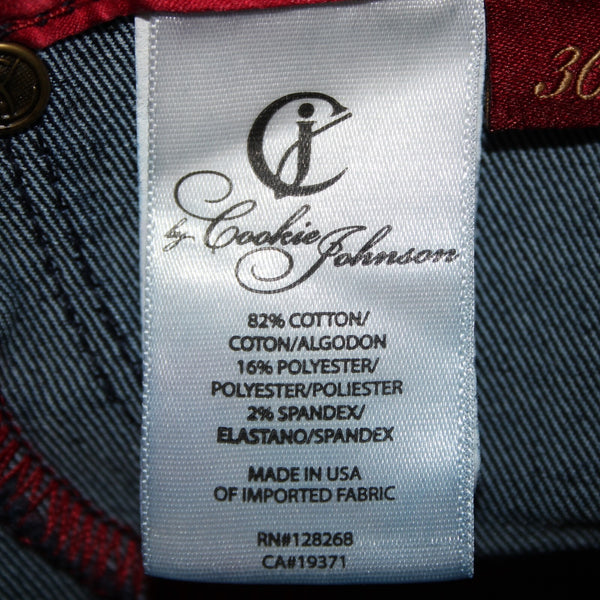 CJ
by Cookie Johnson
30
82% COTTON/
COTON/ALGODON
16% POLYESTER/
POLYESTER/POLIESTER
2% SPANDEX/
ELASTANO/SPANDEX
MADE IN USA
OF IMPORTED FABRIC
RN#128268
CA#19371